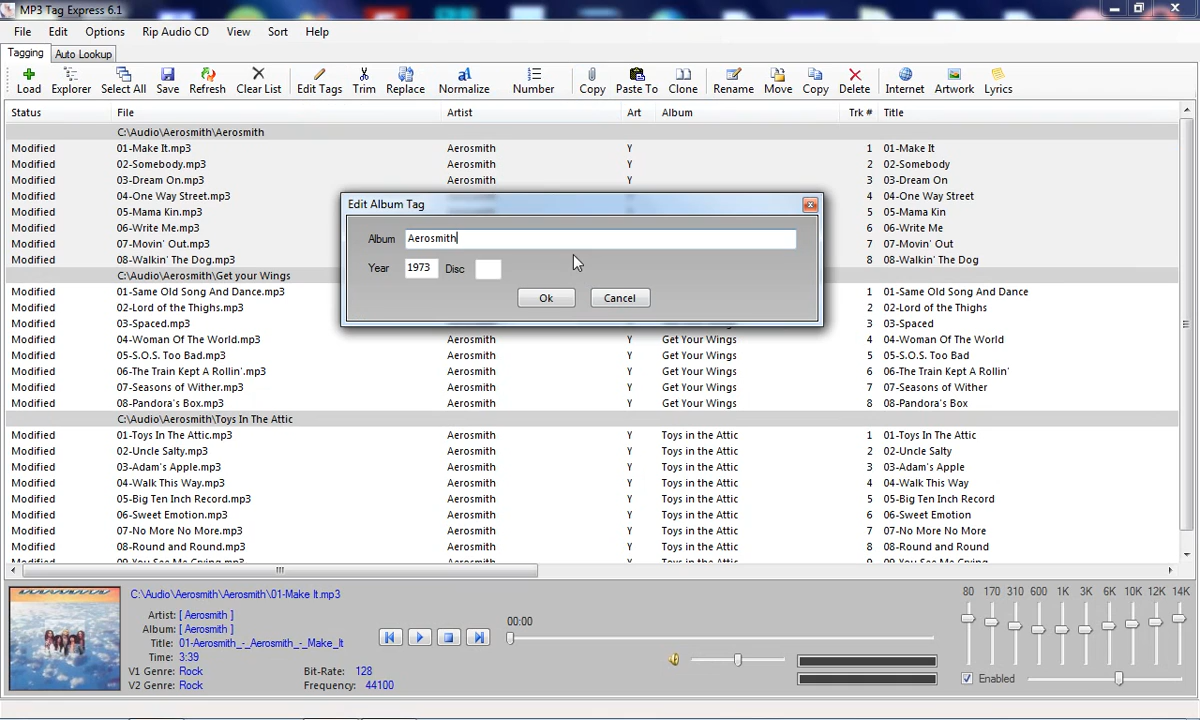 MP3 Tag Express 6.1
File Edit Options Rip Audio CD View Sort Help
Tagging Auto Lookup
Load Explorer Select All Save Refresh Clear List Edit Tags Trim Replace Normalize Number Copy Paste To Clone Rename Move Copy Delete Internet Artwork Lyrics
Status File Artist Art Album Trk # Title
C:\Audio\Aerosmith\Aerosmith
Modified 01-Make It.mp3 Aerosmith Y 1 01-Make It
Modified 02-Somebody.mp3 Aerosmith Y 2 02-Somebody
Modified 03-Dream On.mp3 Aerosmith Y 3 03-Dream On
Modified 04-One Way Street.mp3 4 04-One Way Street
Modified 05-Mama Kin.mp3 5 05-Mama Kin
Modified 06-Write Me.mp3 6 06-Write Me
Modified 07-Movin' Out.mp3 7 07-Movin' Out
Modified 08-Walkin' The Dog.mp3 8 08-Walkin' The Dog
Edit Album Tag
Album Aerosmith
Year 1973 Disc
Ok Cancel
C:\Audio\Aerosmith\Get your Wings
Modified 01-Same Old Song And Dance.mp3 1 01-Same Old Song And Dance
Modified 02-Lord of the Thighs.mp3 2 02-Lord of the Thighs
Modified 03-Spaced.mp3 3 03-Spaced
Modified 04-Woman Of The World.mp3 Aerosmith Y Get Your Wings 4 04-Woman Of The World
Modified 05-S.O.S. Too Bad.mp3 Aerosmith Y Get Your Wings 5 05-S.O.S. Too Bad
Modified 06-The Train Kept A Rollin'.mp3 Aerosmith Y Get Your Wings 6 06-The Train Kept A Rollin'
Modified 07-Seasons of Wither.mp3 Aerosmith Y Get Your Wings 7 07-Seasons of Wither
Modified 08-Pandora's Box.mp3 Aerosmith Y Get Your Wings 8 08-Pandora's Box
C:\Audio\Aerosmith\Toys In The Attic
Modified 01-Toys In The Attic.mp3 Aerosmith Y Toys in the Attic 1 01-Toys In The Attic
Modified 02-Uncle Salty.mp3 Aerosmith Y Toys in the Attic 2 02-Uncle Salty
Modified 03-Adam's Apple.mp3 Aerosmith Y Toys in the Attic 3 03-Adam's Apple
Modified 04-Walk This Way.mp3 Aerosmith Y Toys in the Attic 4 04-Walk This Way
Modified 05-Big Ten Inch Record.mp3 Aerosmith Y Toys in the Attic 5 05-Big Ten Inch Record
Modified 06-Sweet Emotion.mp3 Aerosmith Y Toys in the Attic 6 06-Sweet Emotion
Modified 07-No More No More.mp3 Aerosmith Y Toys in the Attic 7 07-No More No More
Modified 08-Round and Round.mp3 Aerosmith Y Toys in the Attic 8 08-Round and Round
Modified 09-You See Me Crying.mp3 Aerosmith Y Toys in the Attic 9 09-You See Me Crying
C:\Audio\Aerosmith\Aerosmith\01-Make It.mp3
Artist: [ Aerosmith ]
Album: [ Aerosmith ]
Title: 01-Aerosmith_-_Aerosmith_-_Make_It
Time: 3:39
V1 Genre: Rock Bit-Rate: 128
V2 Genre: Rock Frequency: 44100
00:00
80 170 310 600 1K 3K 6K 10K 12K 14K
Enabled